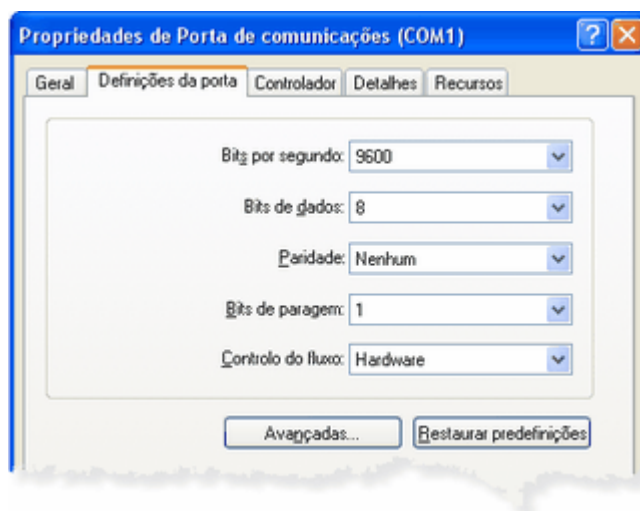 Propriedades de Porta de comunicações (COM1)
Geral Definições da porta Controlador Detalhes Recursos
Bits por segundo: 9600
Bits de dados: 8
Paridade: Nenhum
Bits de paragem: 1
Controlo do fluxo: Hardware
Avançadas... Restaurar predefinições